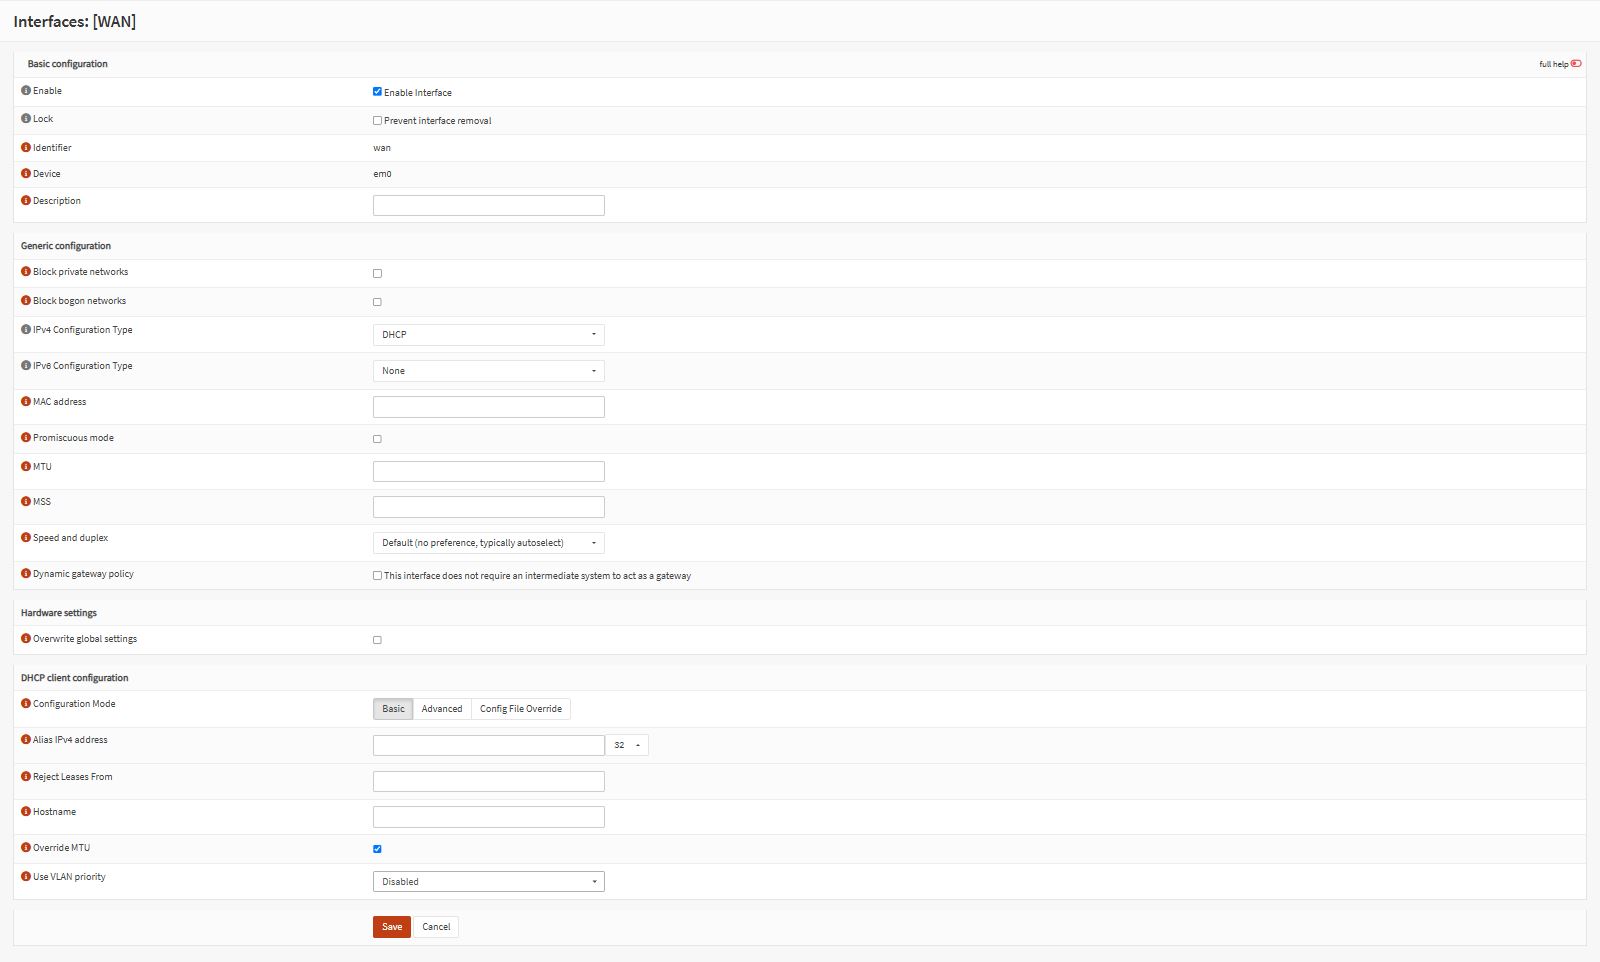 Interfaces: [WAN]
Basic configuration
full help
Enable
Enable Interface
Lock
Prevent interface removal
Identifier
wan
Device
em0
Description
Generic configuration
Block private networks
Block bogon networks
IPv4 Configuration Type
DHCP
IPv6 Configuration Type
None
MAC address
Promiscuous mode
MTU
MSS
Speed and duplex
Default (no preference, typically autoselect)
Dynamic gateway policy
This interface does not require an intermediate system to act as a gateway
Hardware settings
Overwrite global settings
DHCP client configuration
Configuration Mode
Basic
Advanced
Config File Override
Alias IPv4 address
32
Reject Leases From
Hostname
Override MTU
Use VLAN priority
Disabled
Save
Cancel